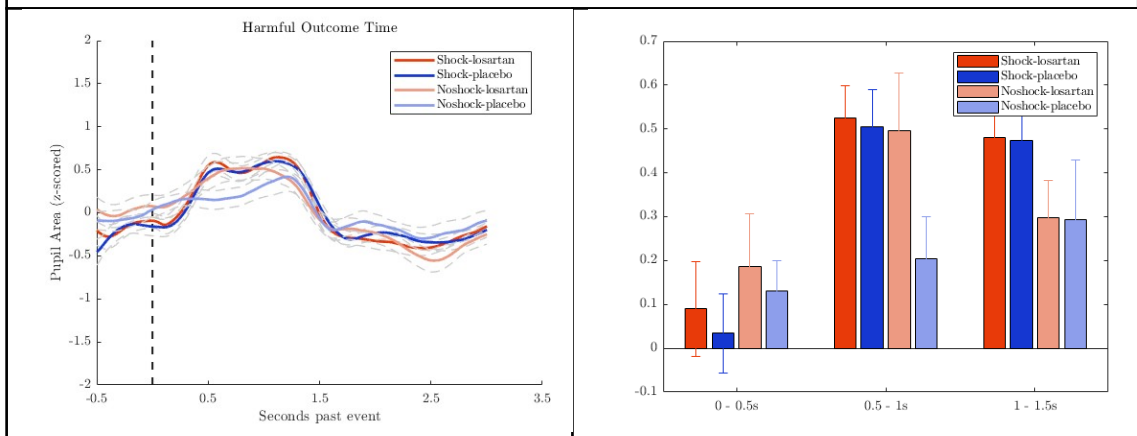 Harmful Outcome Time
Pupil Area (z-scored)
2
1.5
1
0.5
0
-0.5
-1
-1.5
-2
Shock-losartan
Shock-placebo
Noshock-losartan
Noshock-placebo
-0.5 0.5 1.5 2.5 3.5
Seconds past event
0.7
0.6
0.5
0.4
0.3
0.2
0.1
0
-0.1
Shock-losartan
Shock-placebo
Noshock-losartan
Noshock-placebo
0 - 0.5s 0.5 - 1s 1 - 1.5s